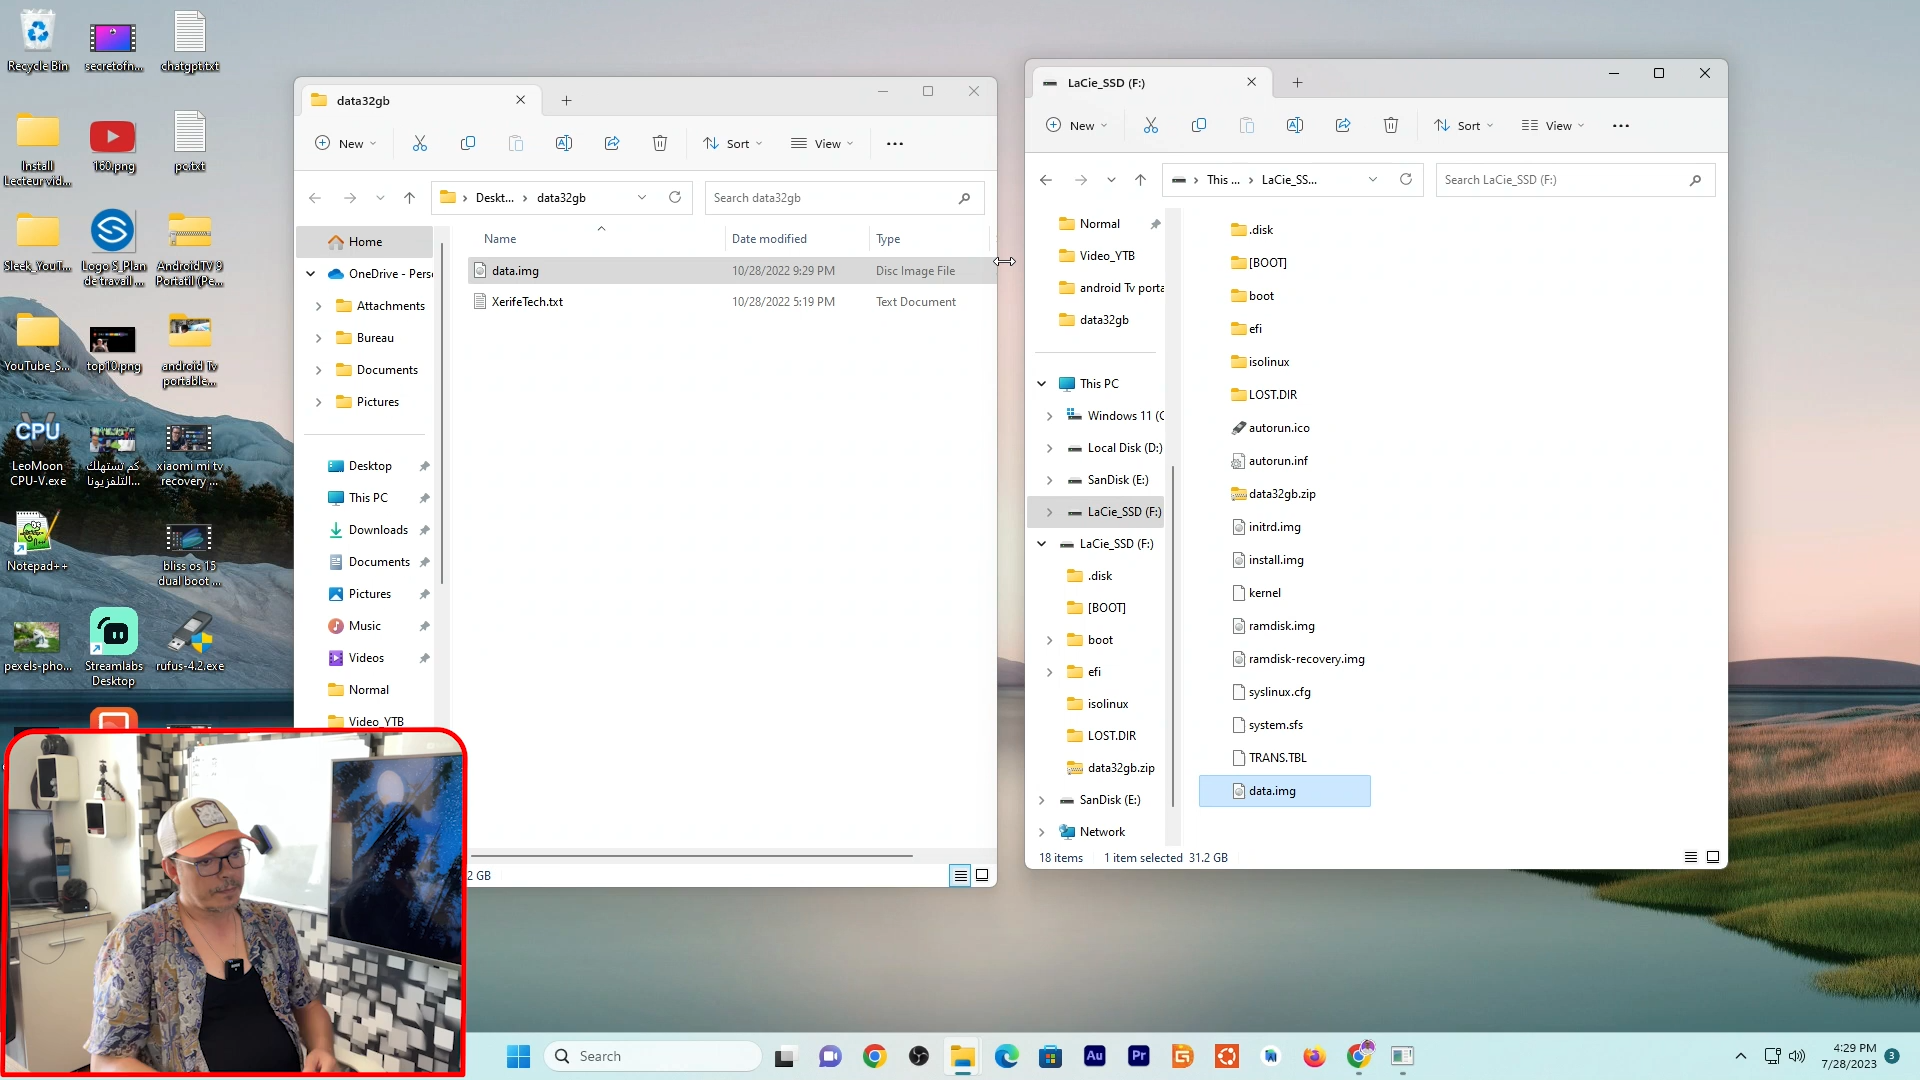 Recycle Bin
secretofn...
chatgpt.txt
Install
Lecteur vid...
160.png
pc.txt
Sleek_YouT...
Logo S_Plan
de travail ...
AndroidTV 9
Portatil (Pe...
YouTube_S...
top10.png
android Tv
portable...
CPU
LeoMoon
CPU-V.exe
كم تستهلك
التلفزيونا...
xiaomi mi tv
recovery ...
Notepad++
bliss os 15
dual boot ...
pexels-pho...
Streamlabs
Desktop
rufus-4.2.exe
data32gb
New
Sort
View
Deskt...
data32gb
Search data32gb
Name
Date modified
Type
data.img
10/28/2022 9:29 PM
Disc Image File
XerifeTech.txt
10/28/2022 5:19 PM
Text Document
Home
OneDrive - Perso
Attachments
Bureau
Documents
Pictures
Desktop
This PC
Downloads
Documents
Pictures
Music
Videos
Normal
Video_YTB
2 GB
LaCie_SSD (F:)
New
Sort
View
This ...
LaCie_SS...
Search LaCie_SSD (F:)
Normal
Video_YTB
android Tv porta
data32gb
This PC
Windows 11 (C
Local Disk (D:)
SanDisk (E:)
LaCie_SSD (F:)
LaCie_SSD (F:)
.disk
[BOOT]
boot
efi
isolinux
LOST.DIR
data32gb.zip
SanDisk (E:)
Network
.disk
[BOOT]
boot
efi
isolinux
LOST.DIR
autorun.ico
autorun.inf
data32gb.zip
initrd.img
install.img
kernel
ramdisk.img
ramdisk-recovery.img
syslinux.cfg
system.sfs
TRANS.TBL
data.img
18 items
1 item selected 31.2 GB
Search
Au
Pr
4:29 PM
7/28/2023
3